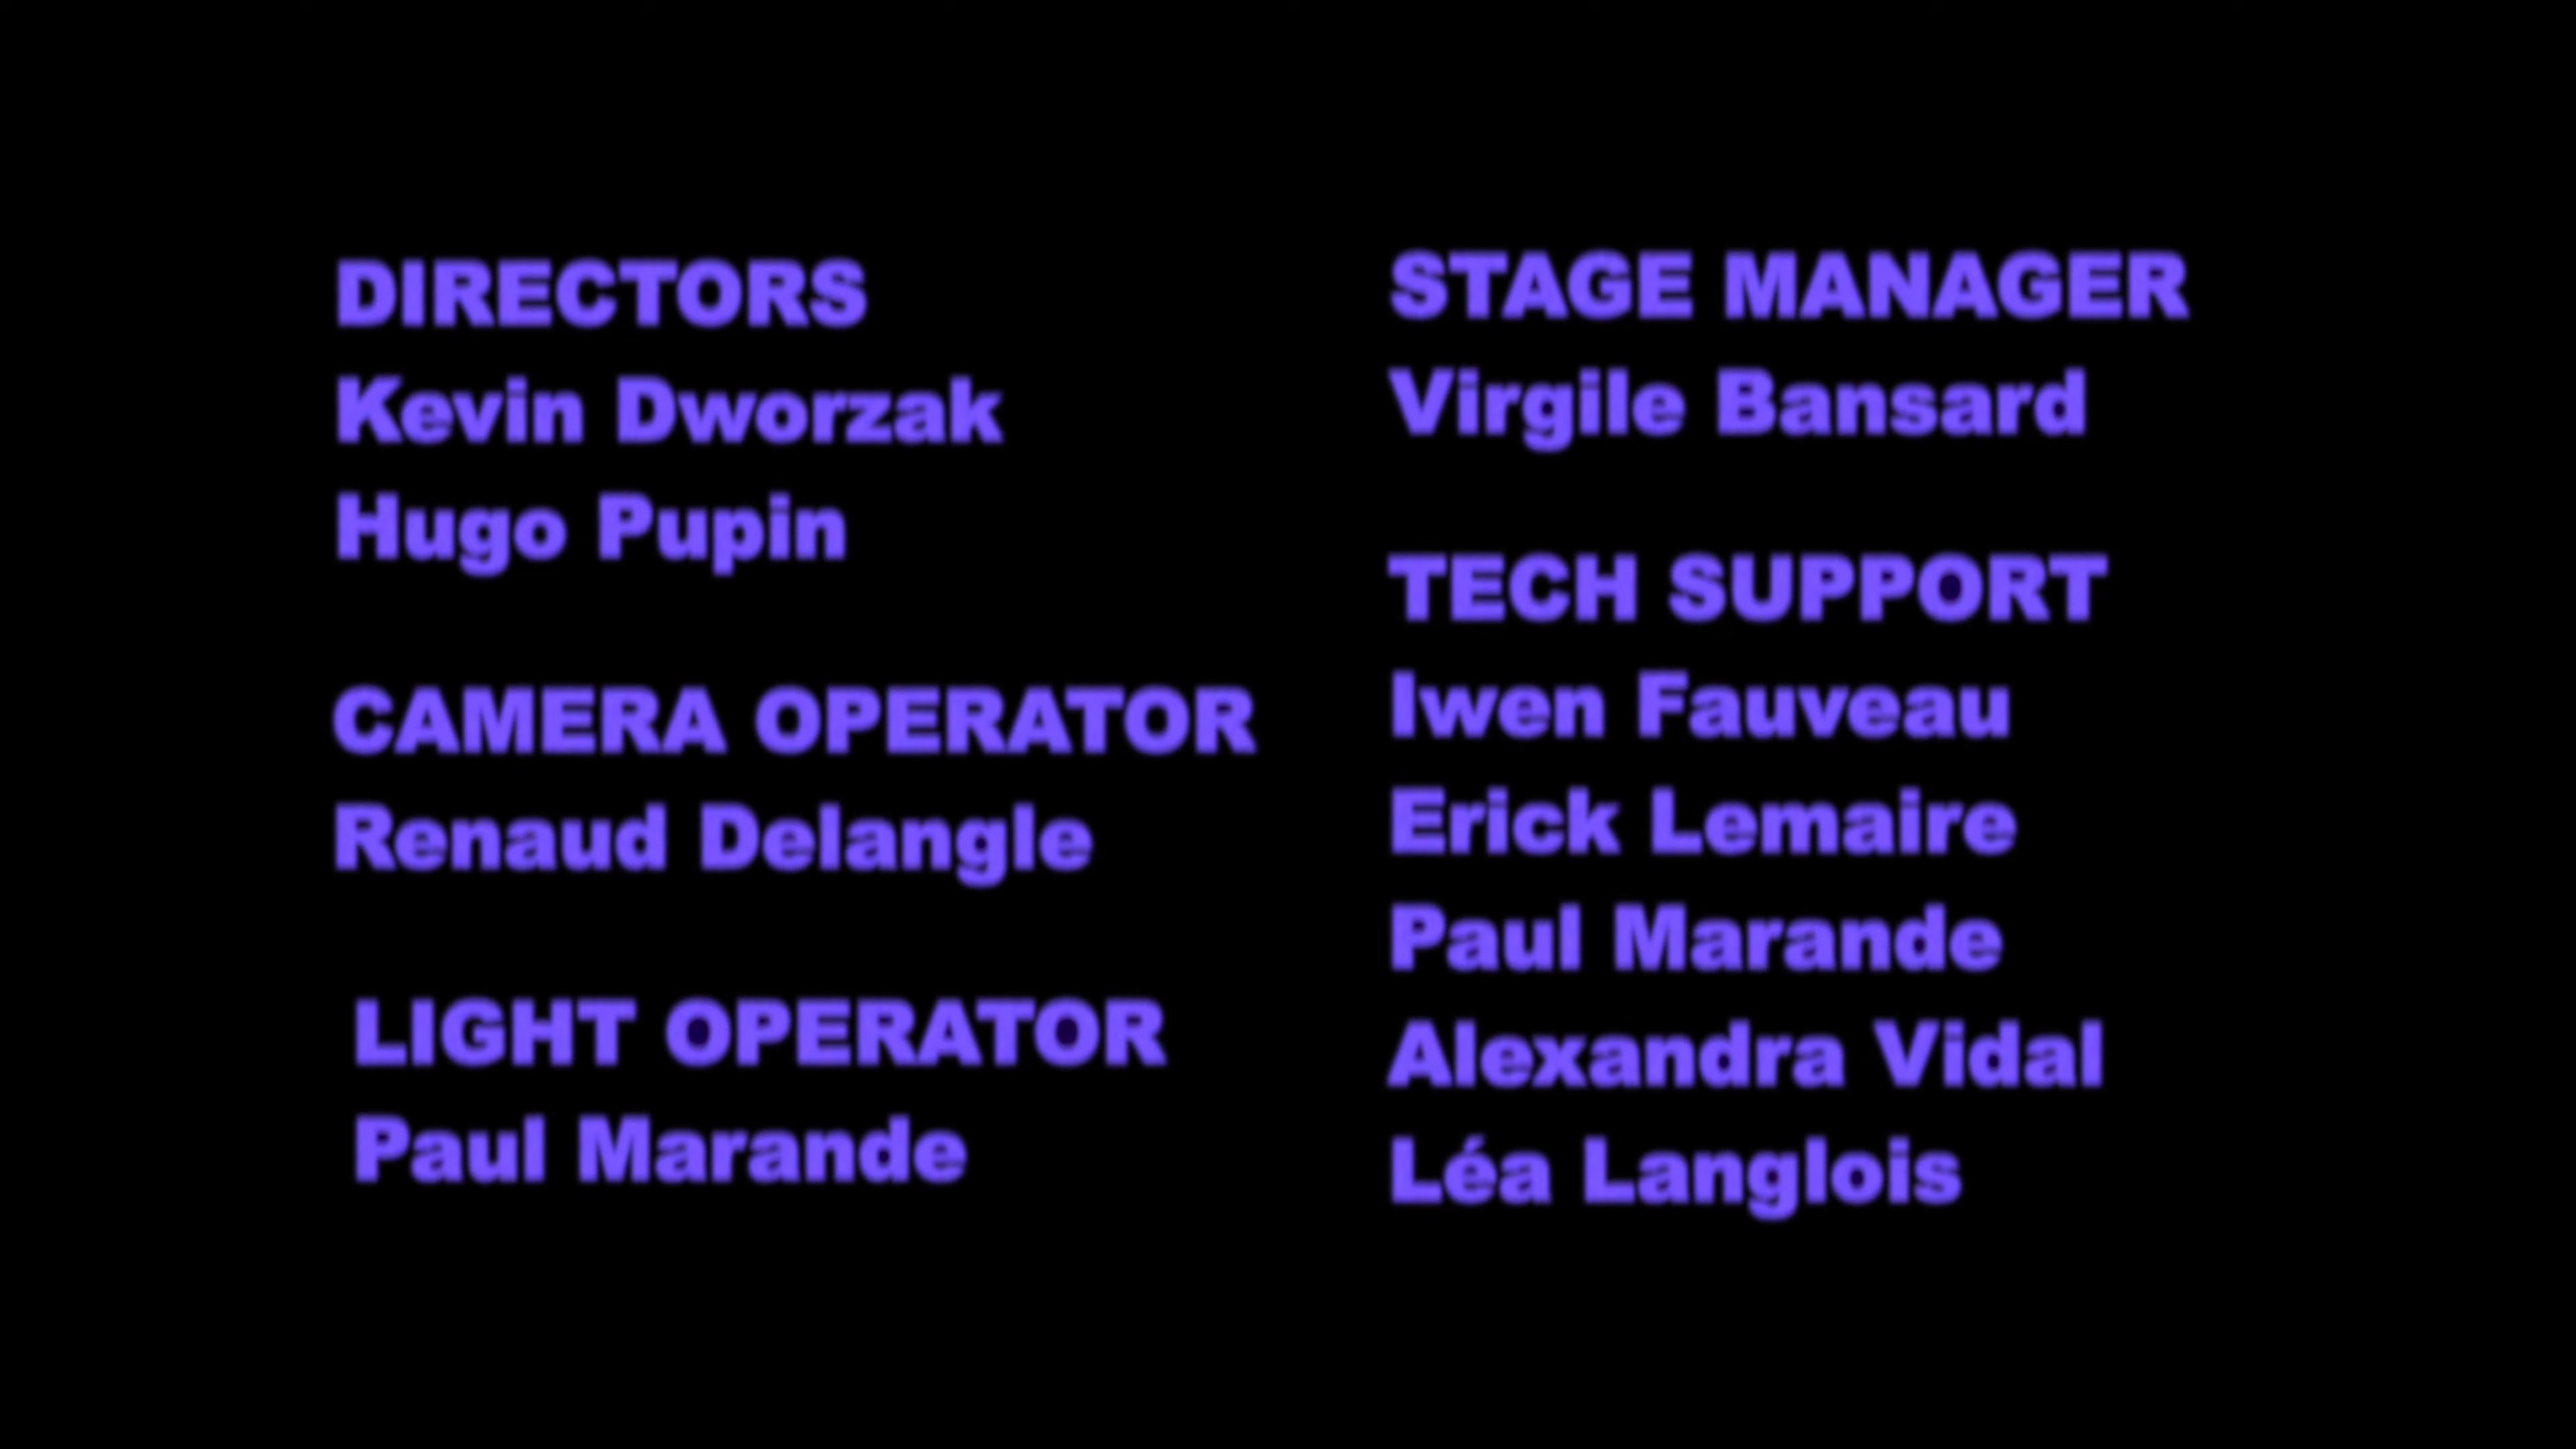 DIRECTORS
Kevin Dworzak
Hugo Pupin
CAMERA OPERATOR
Renaud Delangle
LIGHT OPERATOR
Paul Marande
STAGE MANAGER
Virgile Bansard
TECH SUPPORT
Iwen Fauveau
Erick Lemaire
Paul Marande
Alexandra Vidal
Léa Langlois